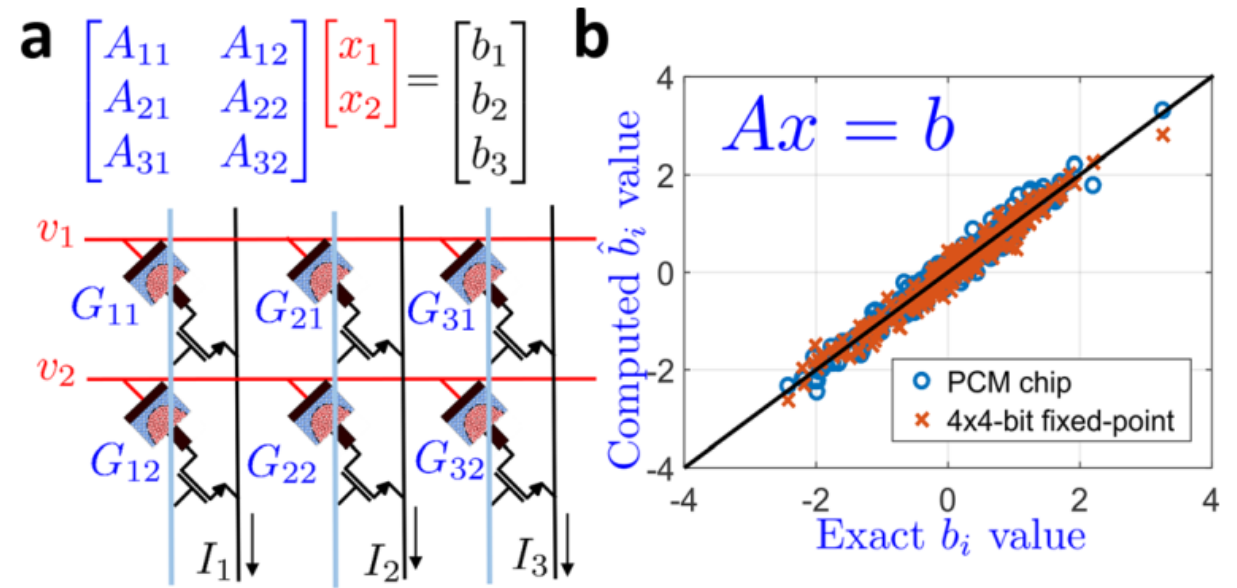 a
A11 A12
A21 A22
A31 A32
x1
x2
=
b1
b2
b3
v1
G11 G21 G31
v2
G12 G22 G32
I1 I2 I3
b
Ax = b
Computed b̂i value
4
2
0
-2
-4
PCM chip
4x4-bit fixed-point
-4 -2 0 2 4
Exact bi value